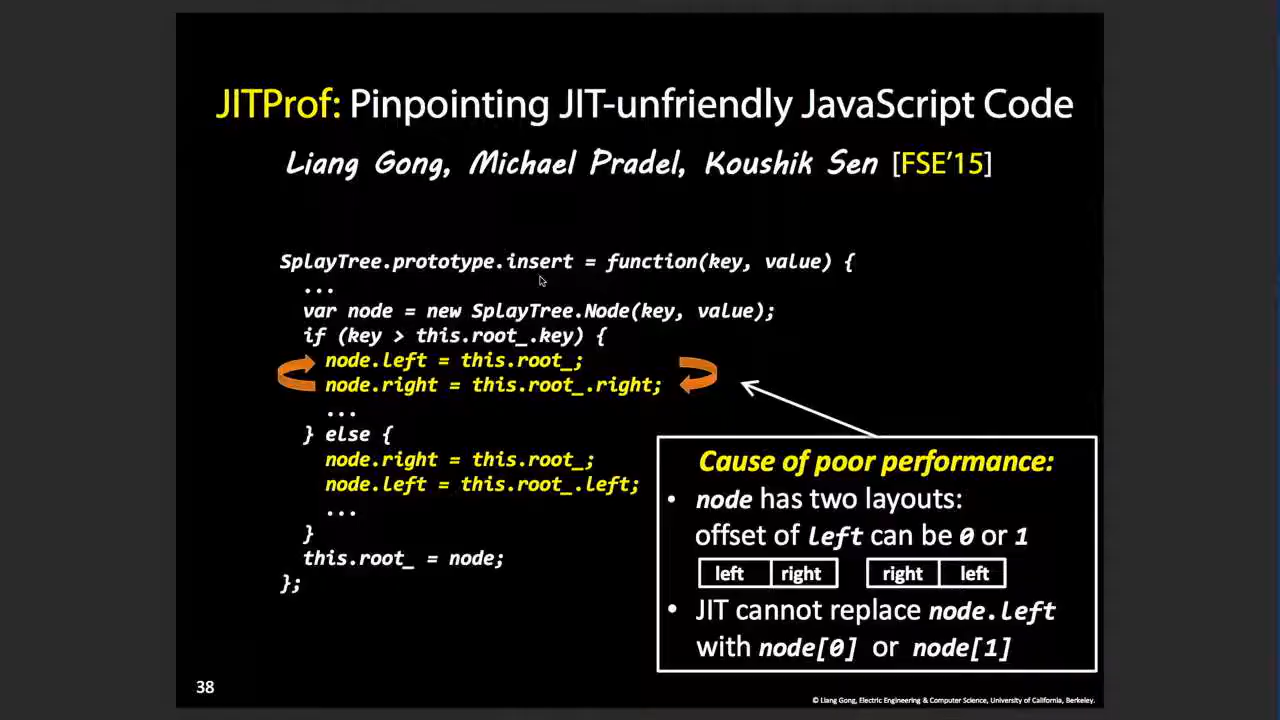 JITProf: Pinpointing JIT-unfriendly JavaScript Code
Liang Gong, Michael Pradel, Koushik Sen [FSE'15]
SplayTree.prototype.insert = function(key, value) {
...
var node = new SplayTree.Node(key, value);
if (key > this.root_.key) {
node.left = this.root_;
node.right = this.root_.right;
...
} else {
node.right = this.root_;
node.left = this.root_.left;
...
}
this.root_ = node;
};
Cause of poor performance:
• node has two layouts:
offset of left can be 0 or 1
left right right left
• JIT cannot replace node.left
with node[0] or node[1]
38
© Liang Gong, Electric Engineering & Computer Science, University of California, Berkeley.